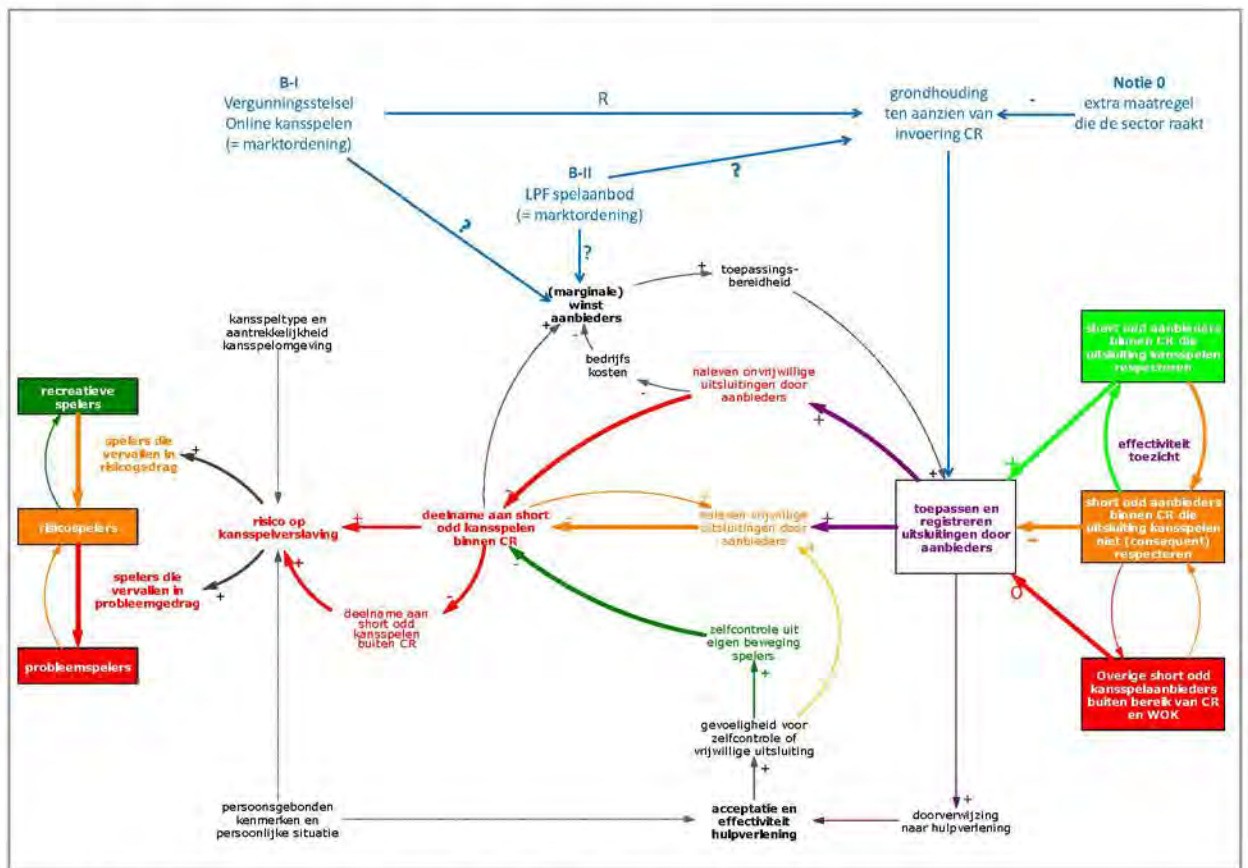 B-I
Vergunningsstelsel
Online kansspelen
(= marktordening)
R
grondhouding
ten aanzien van
invoering CR
-
Notie 0
extra maatregel
die de sector raakt
B-II
LPF spelaanbod
(= marktordening)
?
?
?
(marginale)
winst
aanbieders
+
toepassings-
bereidheid
kansspeltype en
aantrekkelijkheid
kansspelomgeving
+
-
bedrijfs
kosten
-
naleven onvrijwillige
uitsluitingen door
aanbieders
+
short odd aanbieders
binnen CR die
uitsluiting kansspelen
respecteren
recreatieve
spelers
spelers die
vervallen in
risicogedrag
+
effectiviteit
toezicht
+
+
risicospelers
risico op
kansspelverslaving
+
-
deelname aan short
odd kansspelen
binnen CR
-
-
+
naleven vrijwillige
uitsluitingen door
aanbieders
+
+
toepassen en
registreren
uitsluitingen door
aanbieders
-
short odd aanbieders
binnen CR die
uitsluiting kansspelen
niet (consequent)
respecteren
spelers die
vervallen in
probleemgedrag
+
+
-
deelname aan
short odd
kansspelen
buiten CR
O
zelfcontrole uit
eigen beweging
spelers
+
probleemspelers
Overige short odd
kansspelaanbieders
buiten bereik van CR
en WOK
gevoeligheid voor
zelfcontrole of
vrijwillige uitsluiting
+
persoonsgebonden
kenmerken en
persoonlijke situatie
+
acceptatie en
effectiviteit
hulpverlening
+
doorverwijzing
naar hulpverlening